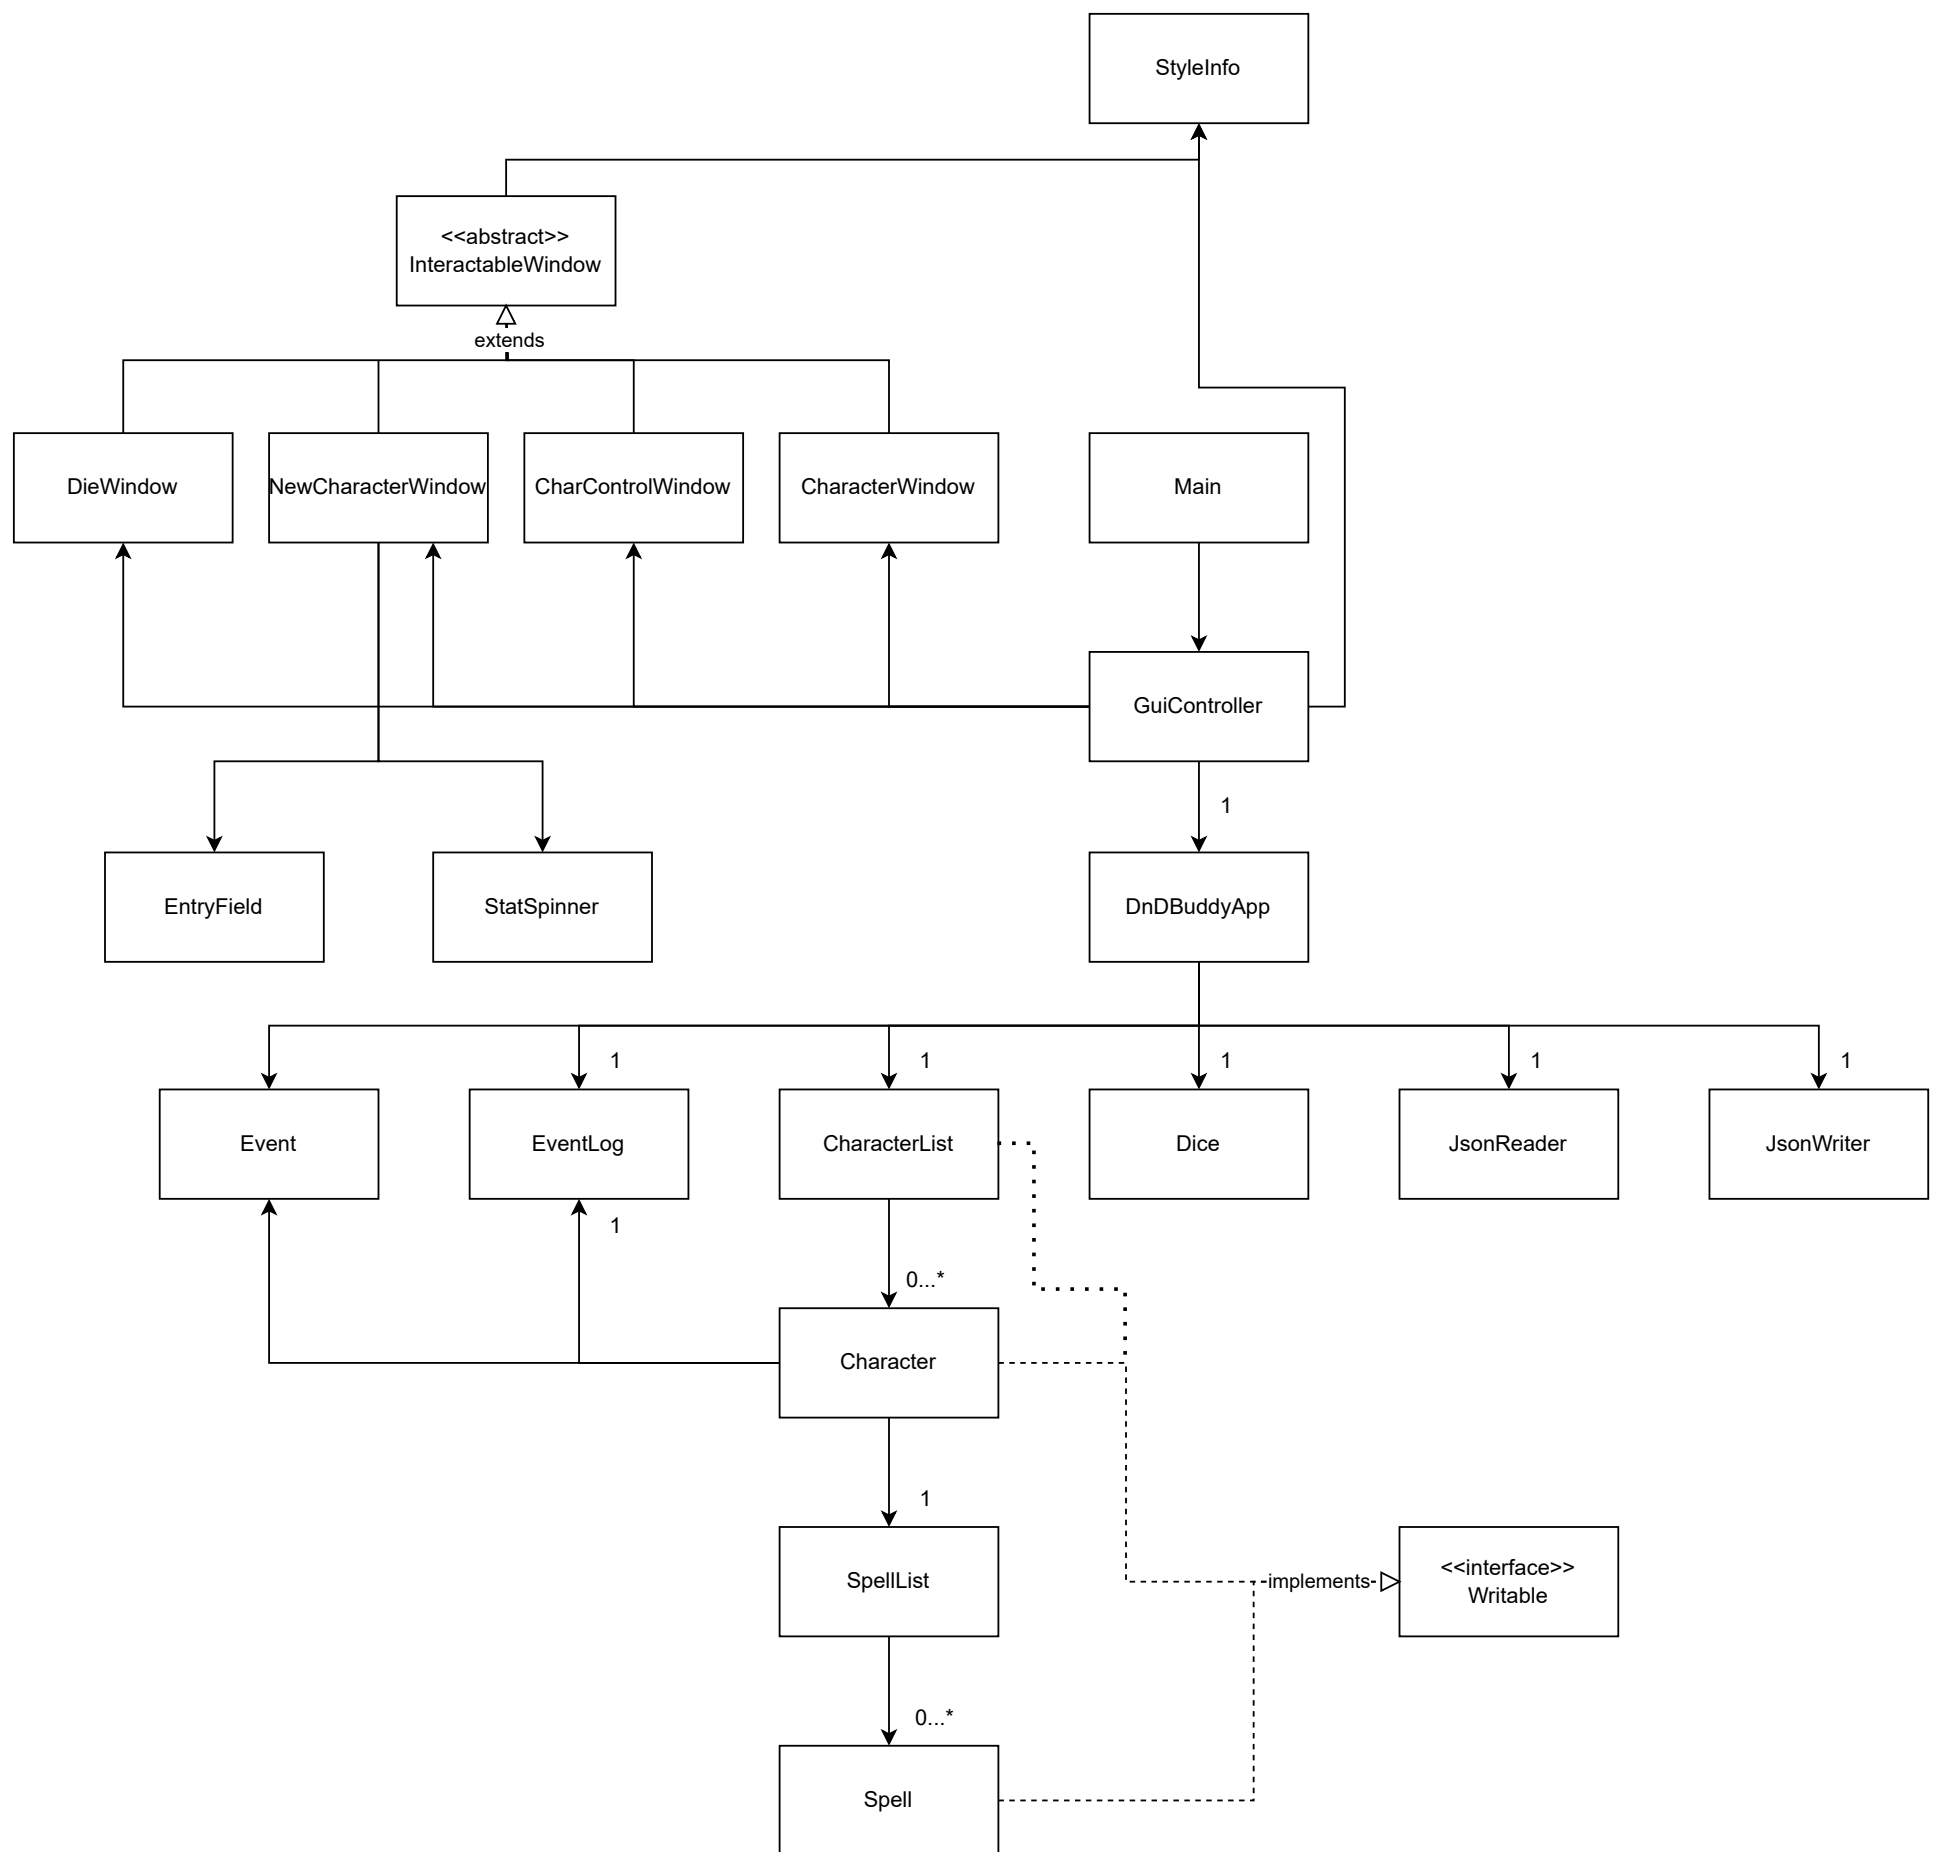 StyleInfo
<<abstract>>
InteractableWindow
extends
DieWindow
NewCharacterWindow
CharControlWindow
CharacterWindow
Main
GuiController
1
EntryField
StatSpinner
DnDBuddyApp
1
1
1
1
1
Event
EventLog
CharacterList
Dice
JsonReader
JsonWriter
1
0...*
Character
1
SpellList
implements
<<interface>>
Writable
0...*
Spell